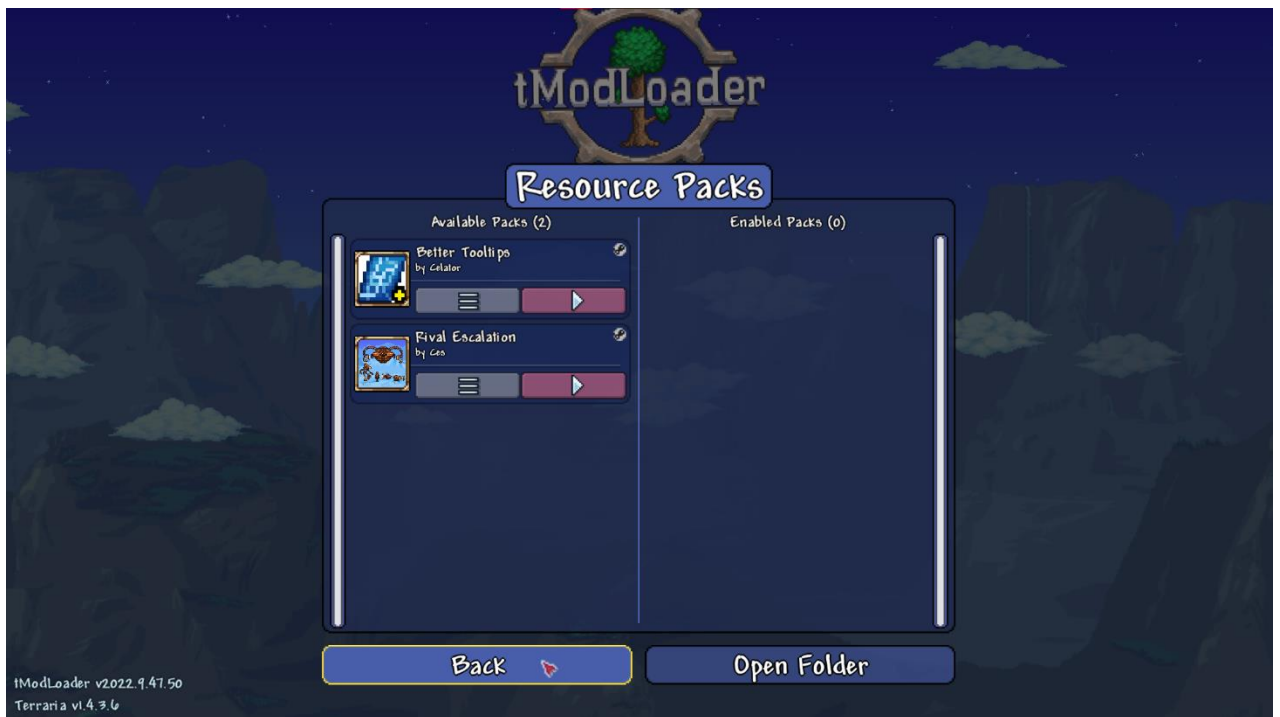 tModLoader
Resource Packs
Available Packs (2)
Enabled Packs (0)
Better Tooltips
by Celator
Rival Escalation
by Ces
Back
Open Folder
tModLoader v2022.9.47.50
Terraria v1.4.3.6